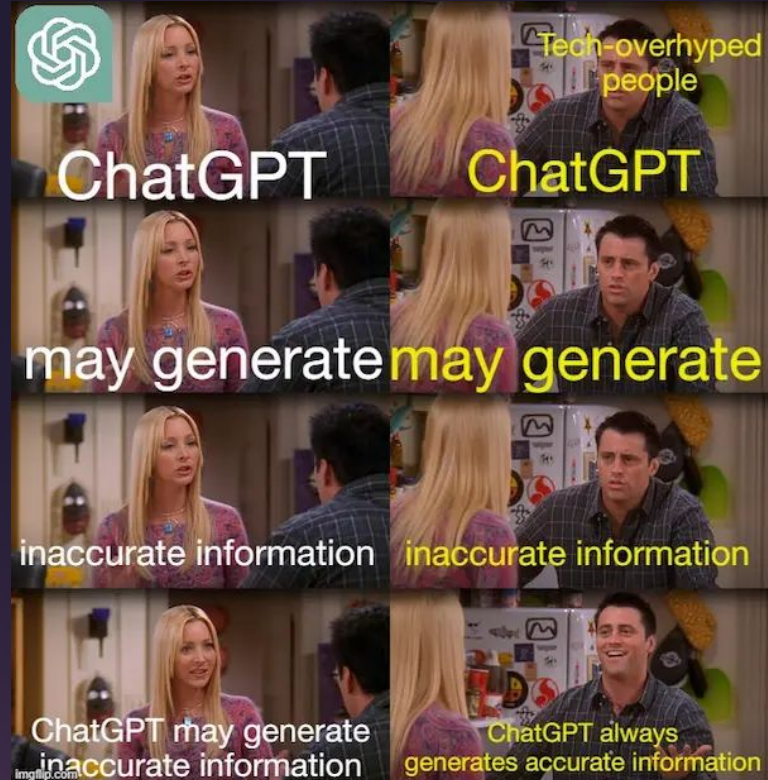 Tech-overhyped
people
ChatGPT
ChatGPT
may generate
may generate
inaccurate information
inaccurate information
ChatGPT may generate
inaccurate information
ChatGPT always
generates accurate information
imgflip.com